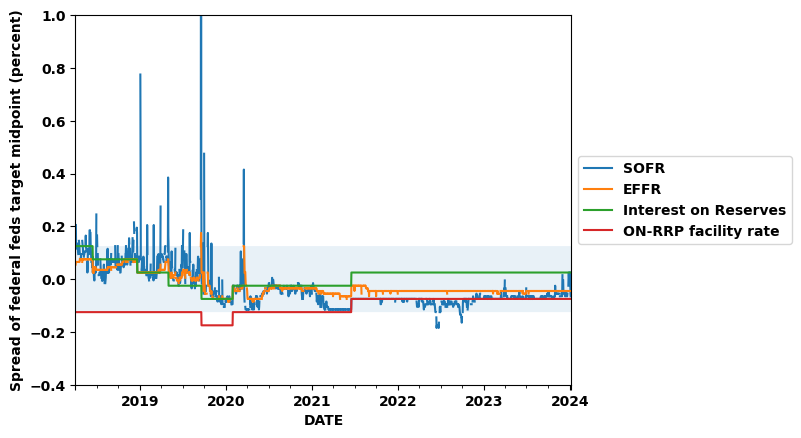 Spread of federal feds target midpoint (percent)
1.0
0.8
0.6
0.4
0.2
0.0
−0.2
−0.4
2019 2020 2021 2022 2023 2024
DATE
SOFR
EFFR
Interest on Reserves
ON-RRP facility rate